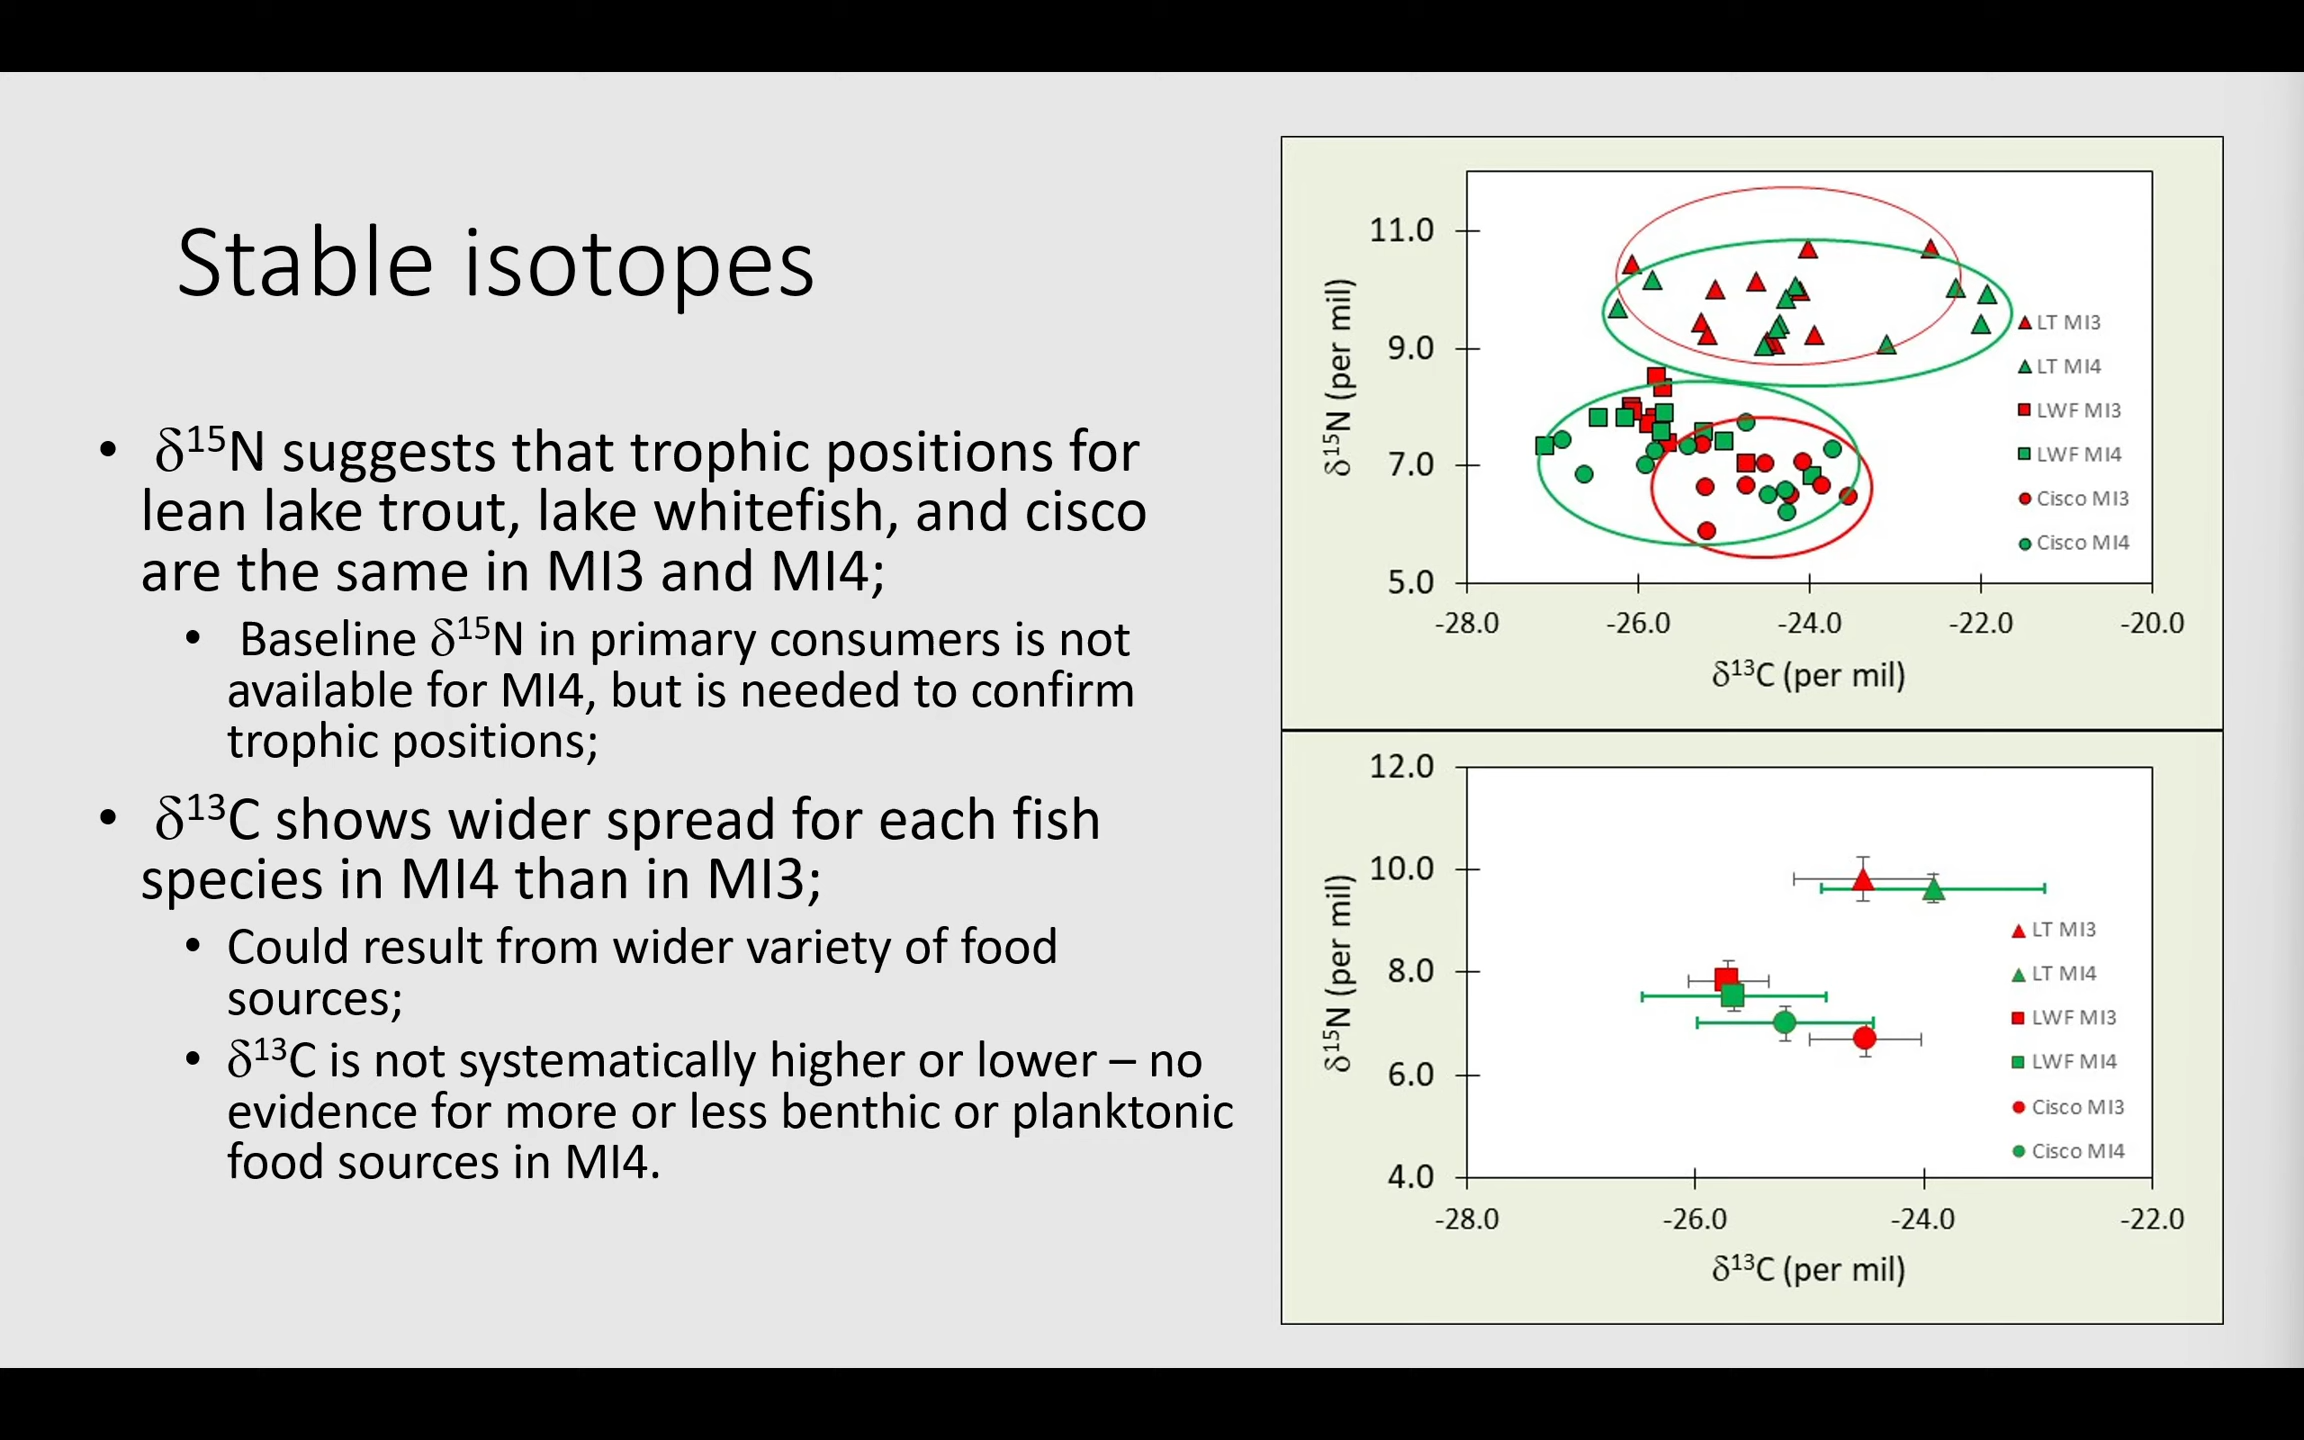 Stable isotopes
• δ¹⁵N suggests that trophic positions for
lean lake trout, lake whitefish, and cisco
are the same in MI3 and MI4;
• Baseline δ¹⁵N in primary consumers is not
available for MI4, but is needed to confirm
trophic positions;
• δ¹³C shows wider spread for each fish
species in MI4 than in MI3;
• Could result from wider variety of food
sources;
• δ¹³C is not systematically higher or lower – no
evidence for more or less benthic or planktonic
food sources in MI4.
δ¹⁵N (per mil)
11.0
9.0
7.0
5.0
-28.0 -26.0 -24.0 -22.0 -20.0
δ¹³C (per mil)
LT MI3
LT MI4
LWF MI3
LWF MI4
Cisco MI3
Cisco MI4
δ¹⁵N (per mil)
12.0
10.0
8.0
6.0
4.0
-28.0 -26.0 -24.0 -22.0
δ¹³C (per mil)
LT MI3
LT MI4
LWF MI3
LWF MI4
Cisco MI3
Cisco MI4